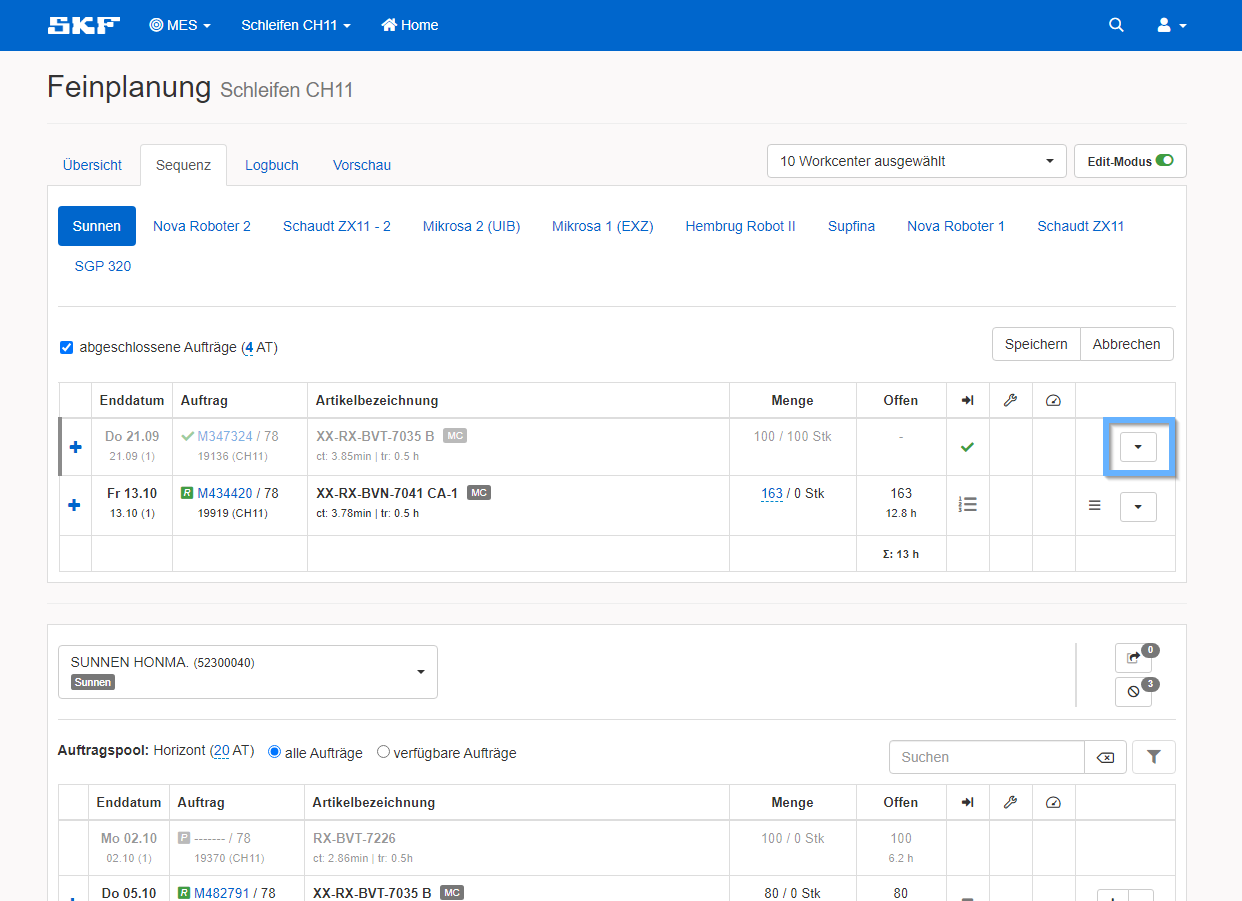 SKF MES Schleifen CH11 Home
Feinplanung Schleifen CH11
Übersicht Sequenz Logbuch Vorschau 10 Workcenter ausgewählt Edit-Modus
Sunnen Nova Roboter 2 Schaudt ZX11 - 2 Mikrosa 2 (UIB) Mikrosa 1 (EXZ) Hembrug Robot II Supfina Nova Roboter 1 Schaudt ZX11
SGP 320
abgeschlossene Aufträge (4 AT) Speichern Abbrechen
Enddatum Auftrag Artikelbezeichnung Menge Offen
Do 21.09 M347324 / 78 XX-RX-BVT-7035 B MC 100 / 100 Stk -
21.09 (1) 19136 (CH11) ct: 3.85min | tr: 0.5 h
Fr 13.10 R M434420 / 78 XX-RX-BVN-7041 CA-1 MC 163 / 0 Stk 163
13.10 (1) 19919 (CH11) ct: 3.78min | tr: 0.5 h 12.8 h
Σ: 13 h
SUNNEN HONMA. (52300040) 0
Sunnen 3
Auftragspool: Horizont (20 AT) alle Aufträge verfügbare Aufträge Suchen
Enddatum Auftrag Artikelbezeichnung Menge Offen
Mo 02.10 P ------- / 78 RX-BVT-7226 100 / 0 Stk 100
02.10 (1) 19370 (CH11) ct: 2.86min | tr: 0.5h 6.2 h
Do 05.10 R M482791 / 78 XX-RX-BVT-7035 B MC 80 / 0 Stk 80